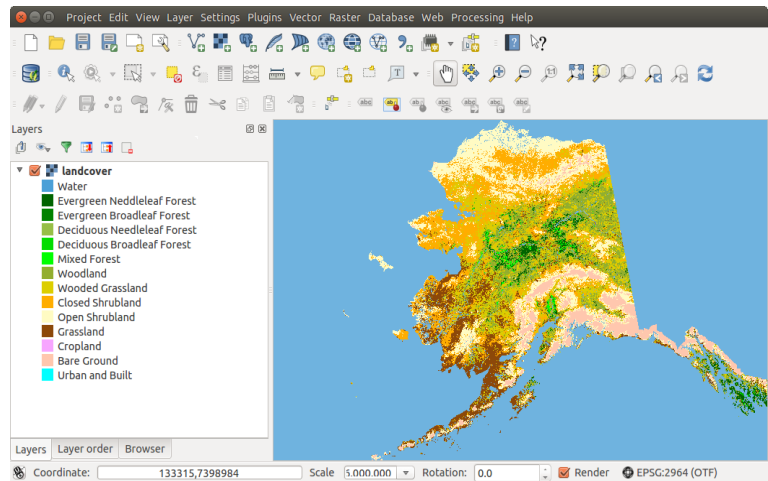 Project Edit View Layer Settings Plugins Vector Raster Database Web Processing Help
Layers
landcover
Water
Evergreen Neddleleaf Forest
Evergreen Broadleaf Forest
Deciduous Needleleaf Forest
Deciduous Broadleaf Forest
Mixed Forest
Woodland
Wooded Grassland
Closed Shrubland
Open Shrubland
Grassland
Cropland
Bare Ground
Urban and Built
Layers Layer order Browser
Coordinate: 133315,7398984 Scale 5.000.000 Rotation: 0.0 Render EPSG:2964 (OTF)